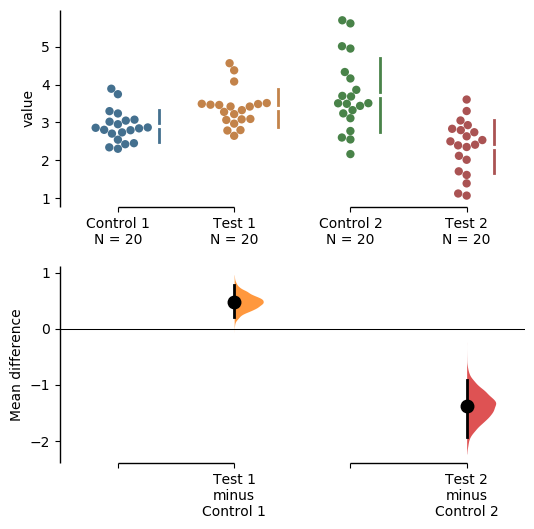 5
4
3
2
1
value
Control 1
N = 20
Test 1
N = 20
Control 2
N = 20
Test 2
N = 20
1
0
−1
−2
Mean difference
Test 1
minus
Control 1
Test 2
minus
Control 2